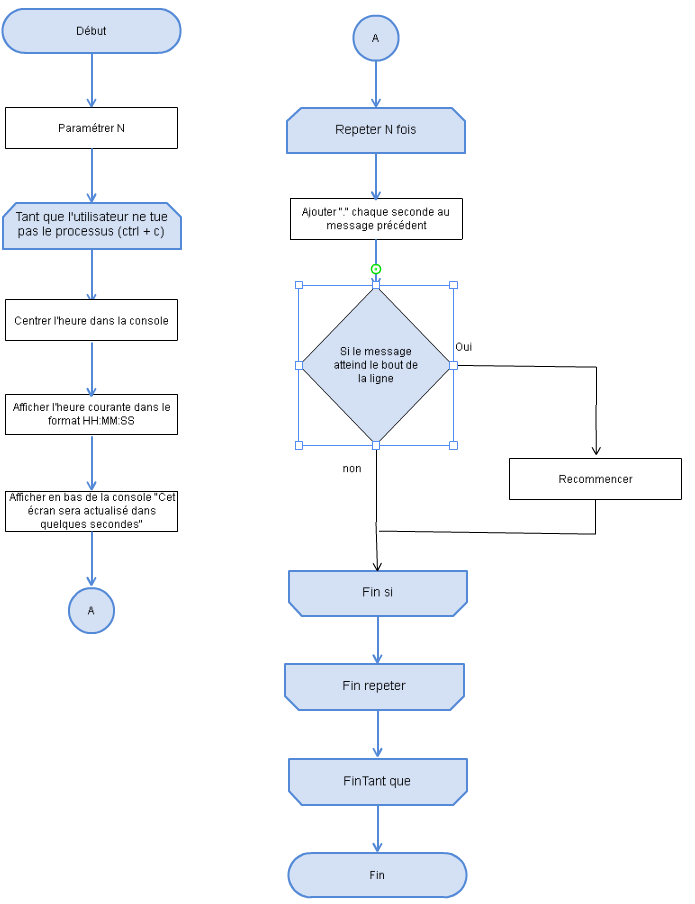 Début
Paramétrer N
Tant que l'utilisateur ne tue
pas le processus (ctrl + c)
Centrer l'heure dans la console
Afficher l'heure courante dans le
format HH:MM:SS
Afficher en bas de la console "Cet
écran sera actualisé dans
quelques secondes"
A
A
Repeter N fois
Ajouter "." chaque seconde au
message précédent
Si le message
atteind le bout de
la ligne
Oui
non
Recommencer
Fin si
Fin repeter
FinTant que
Fin